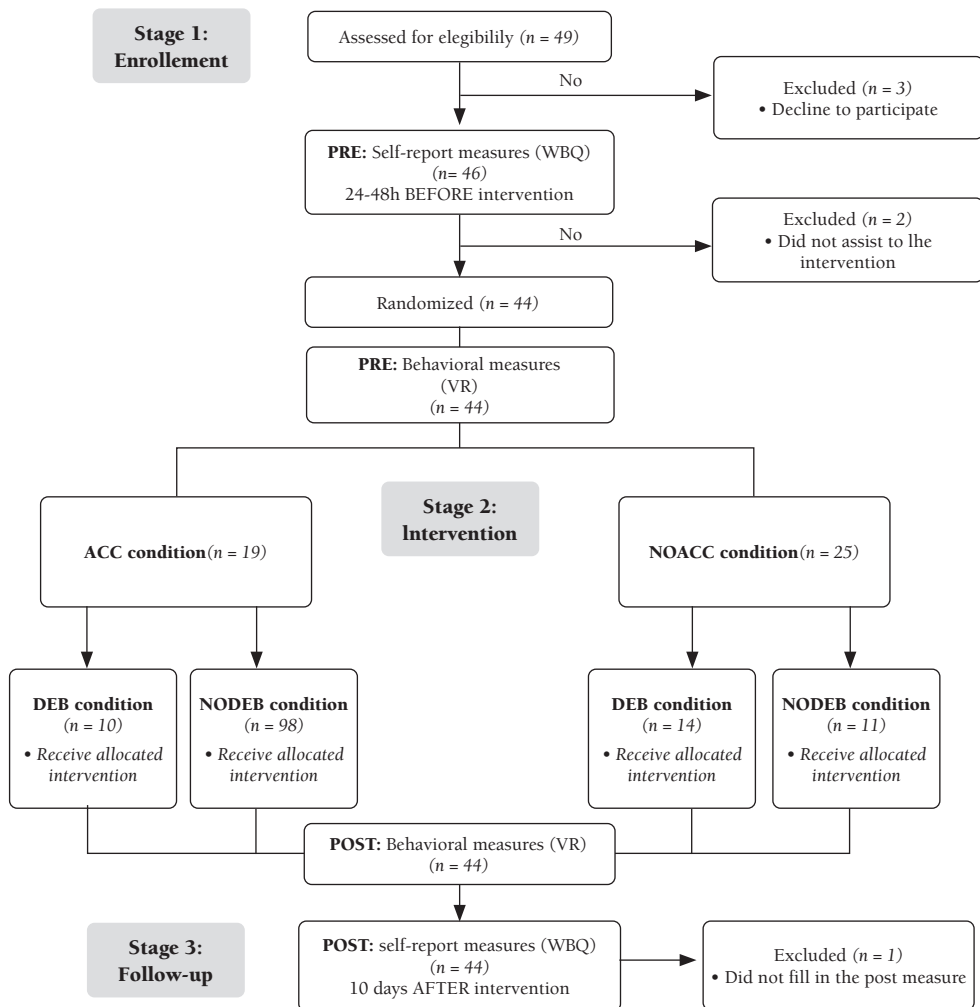 Stage 1:
Enrollement
Assessed for elegibilily (n = 49)
No
Excluded (n = 3)
• Decline to participate
PRE: Self-report measures (WBQ)
(n= 46)
24-48h BEFORE intervention
No
Excluded (n = 2)
• Did not assist to lhe
intervention
Randomized (n = 44)
PRE: Behavioral measures
(VR)
(n = 44)
Stage 2:
lntervention
ACC condition(n = 19)
NOACC condition(n = 25)
DEB condition
(n = 10)
• Receive allocated
intervention
NODEB condition
(n = 98)
• Receive allocated
intervention
DEB condition
(n = 14)
• Receive allocated
intervention
NODEB condition
(n = 11)
• Receive allocated
intervention
POST: Behavioral measures (VR)
(n = 44)
Stage 3:
Follow-up
POST: self-report measures (WBQ)
(n = 44)
10 days AFTER intervention
Excluded (n = 1)
• Did not fill in the post measure